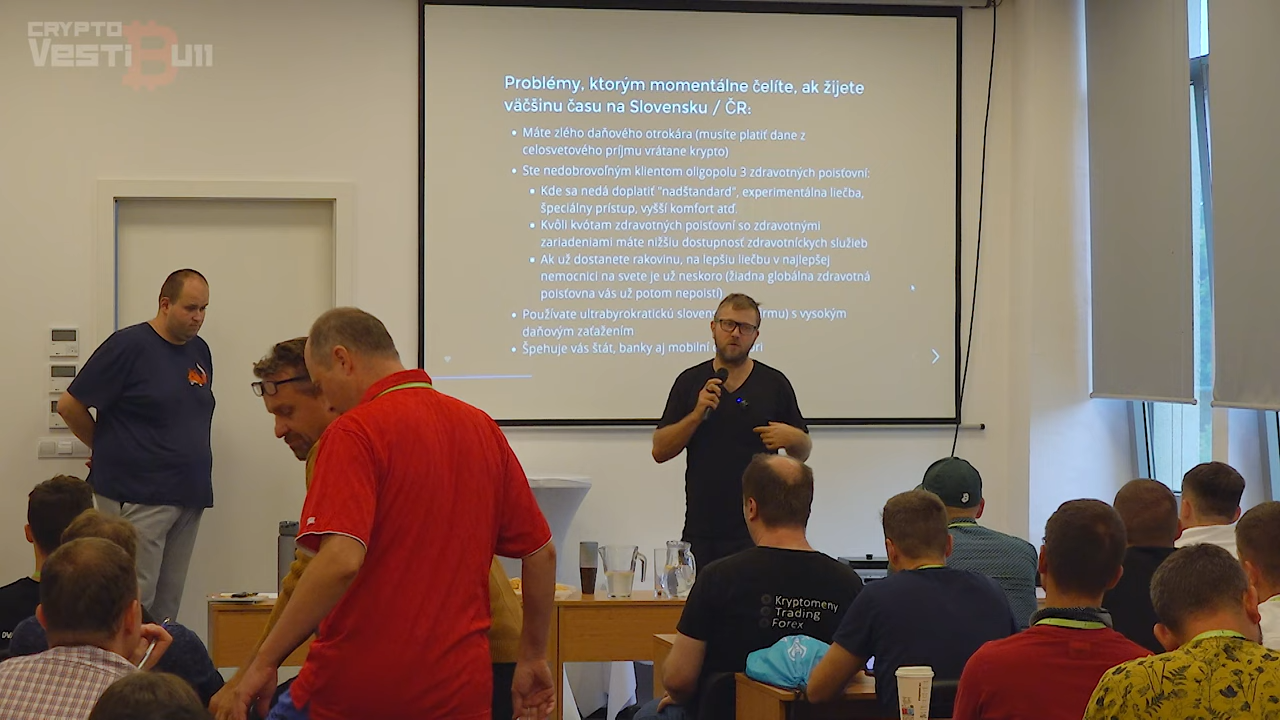 CRYPTO
VESTIBULL
Problémy, ktorým momentálne čelíte, ak žijete
väčšinu času na Slovensku / ČR:
• Máte zlého daňového otrokára (musíte platiť dane z
celosvetového príjmu vrátane krypto)
• Ste nedobrovoľným klientom oligopolu 3 zdravotných poisťovní:
▪ Kde sa nedá doplatiť "nadštandard", experimentálna liečba,
špeciálny prístup, vyšší komfort atď.
▪ Kvôli kvótam zdravotných poisťovní so zdravotnými
zariadeniami máte nižšiu dostupnosť zdravotníckych služieb
▪ Ak už dostanete rakovinu, na lepšiu liečbu v najlepšej
nemocnici na svete je už neskoro (žiadna globálna zdravotná
poisťovna vás už potom nepoistí)
• Používate ultrabyrokratickú s vysokým
daňovým zaťažením
• Špehuje vás štát, banky aj mobilní
Kryptomeny
Trading
Forex